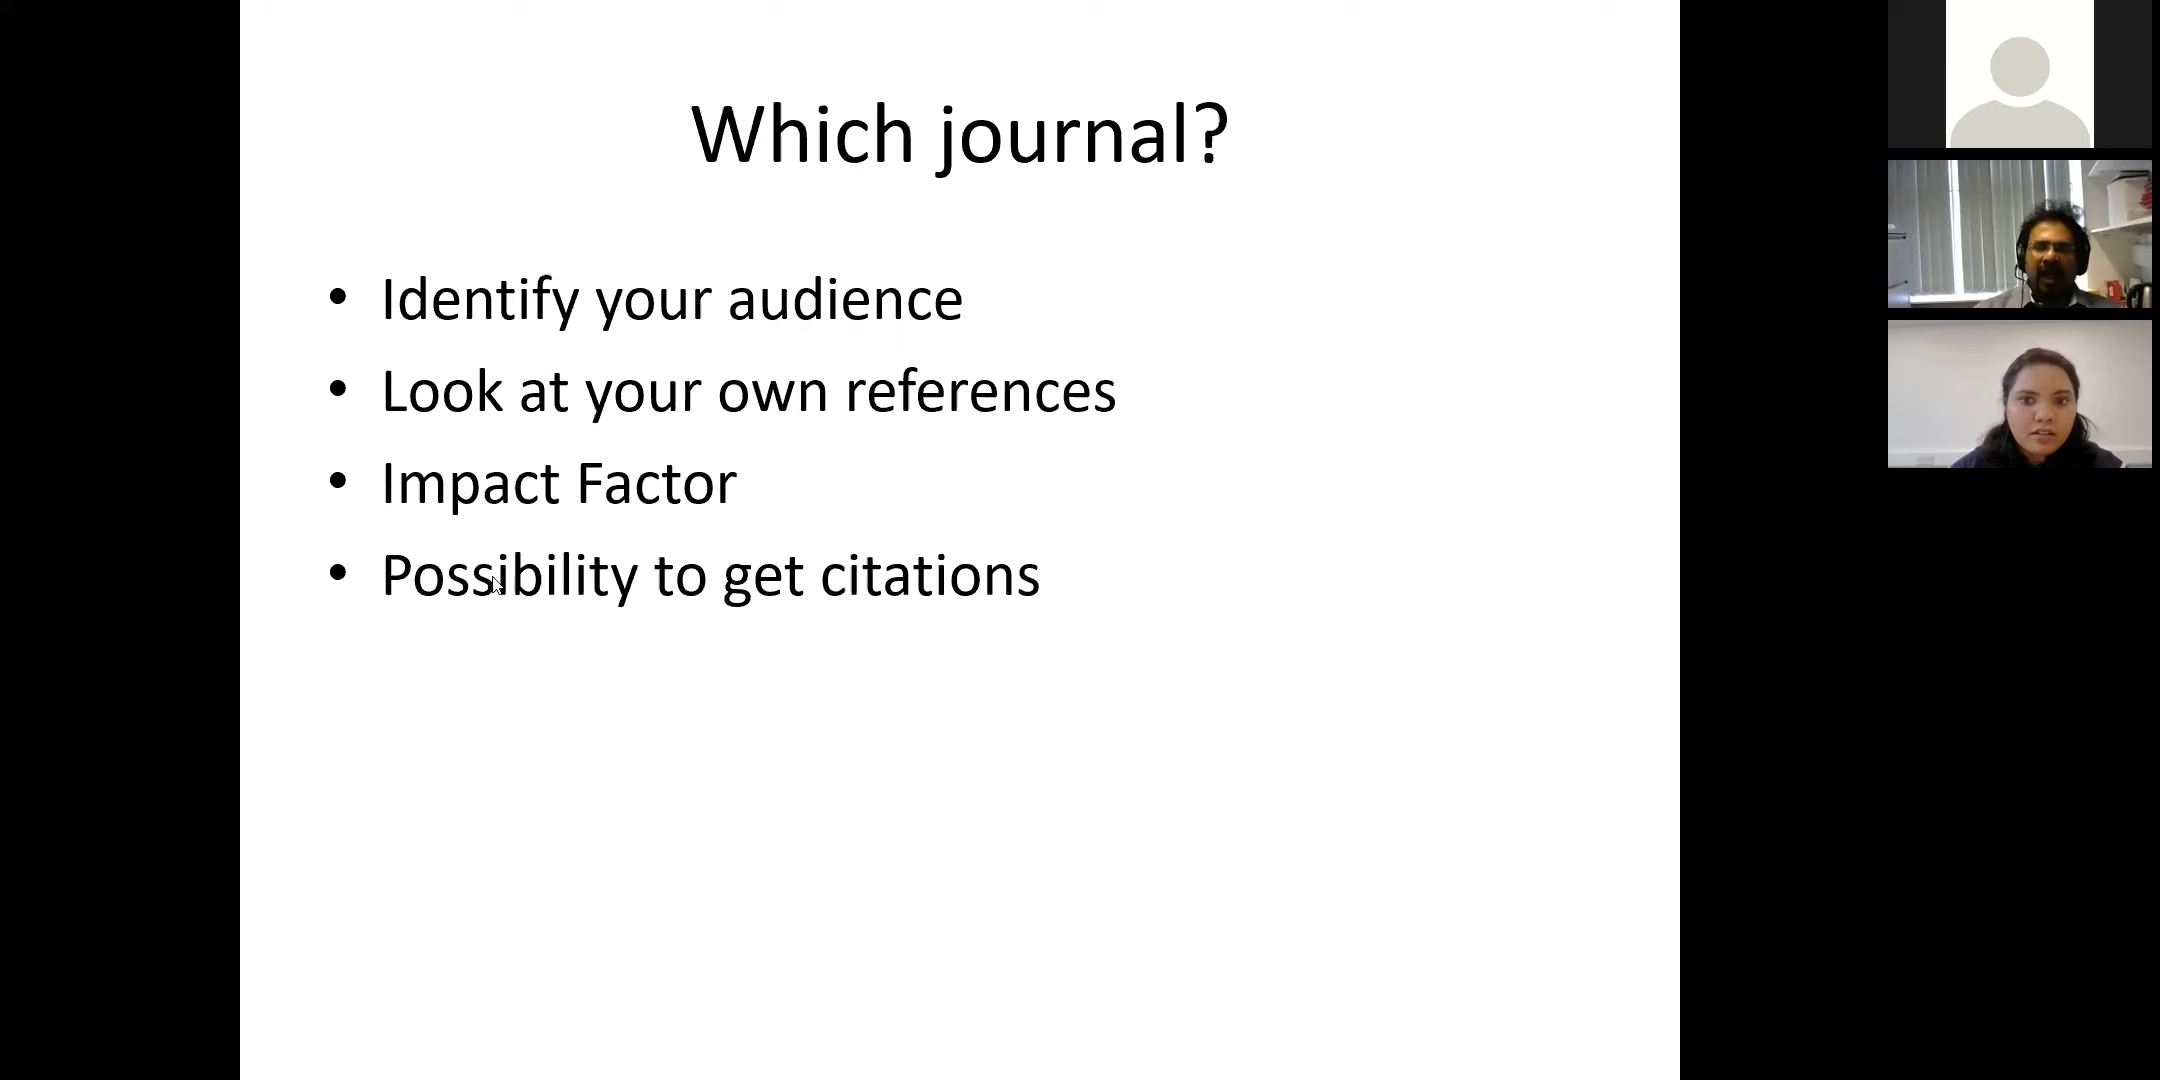 Which journal?
• Identify your audience
• Look at your own references
• Impact Factor
• Possibility to get citations